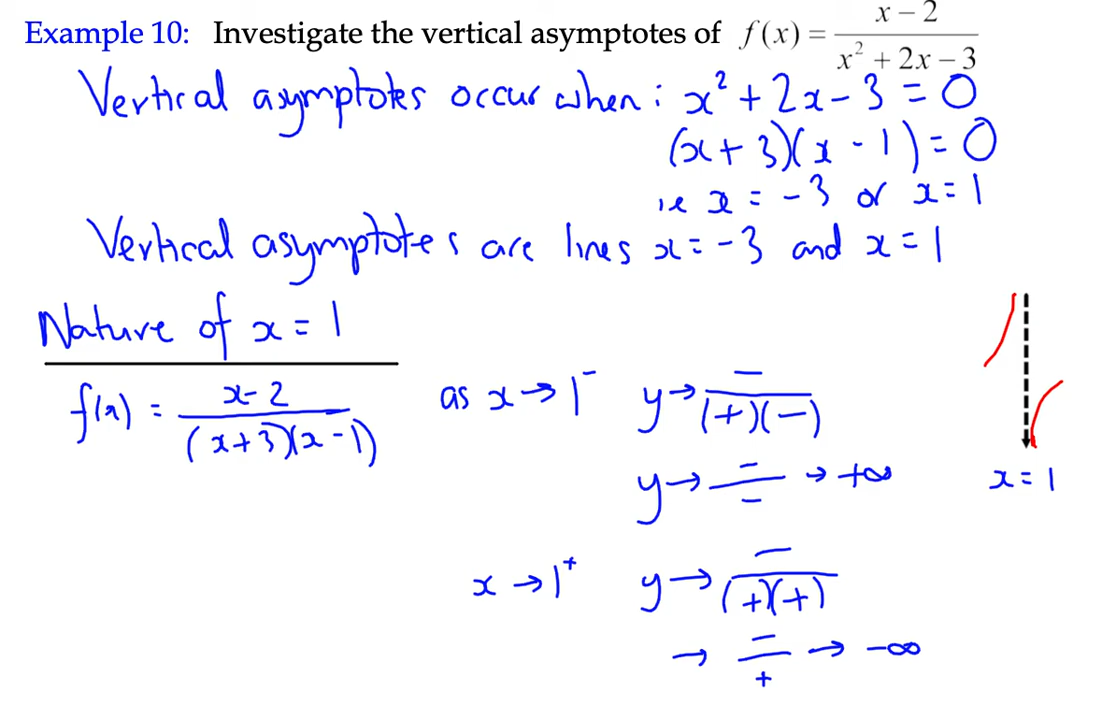 Example 10: Investigate the vertical asymptotes of f(x) = (x − 2)/(x² + 2x − 3)
Vertical asymptotes occur when: x² + 2x − 3 = 0
(x + 3)(x − 1) = 0
ie x = −3 or x = 1
Vertical asymptotes are lines x = −3 and x = 1
Nature of x = 1
f(x) = (x − 2)/((x + 3)(x − 1)) as x → 1⁻ y → −/((+)(−))
y → −/− → +∞
x = 1
x → 1⁺ y → −/((+)(+))
→ −/+ → −∞